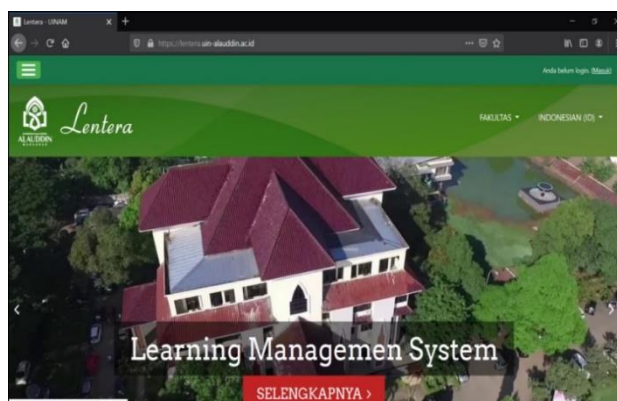 Lentera - UINAM
https://lentera.uin-alauddin.ac.id
Anda belum login. (Masuk)
ALAUDDIN
MAKASSAR
Lentera
FAKULTAS
INDONESIAN (ID)
Learning Managemen System
SELENGKAPNYA >